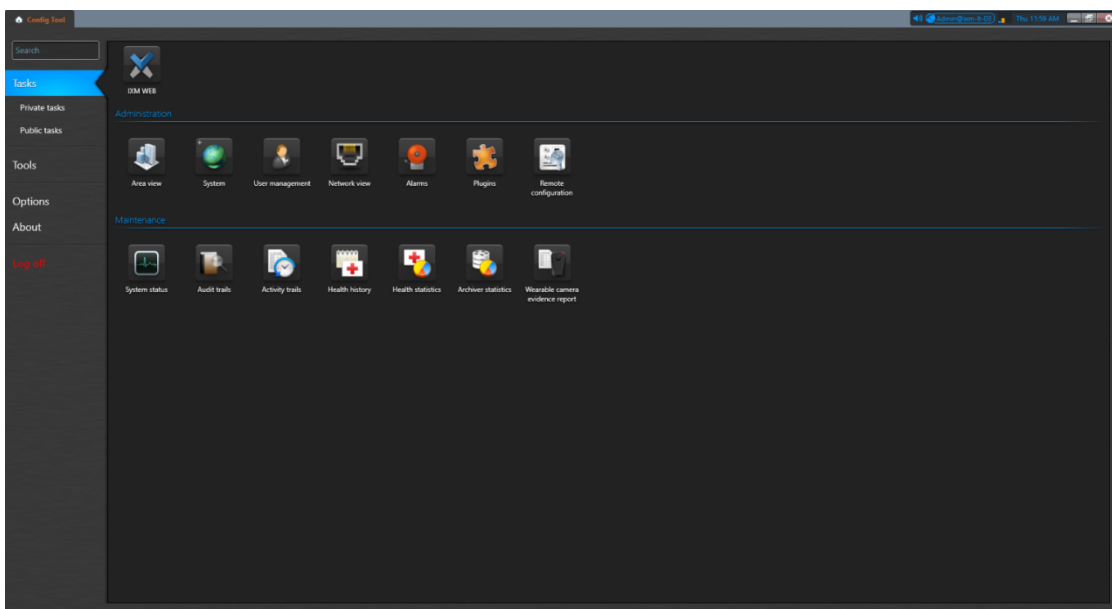 Config Tool
Admin@sen-it-03
Thu 11:59 AM
Search
Tasks
Private tasks
Public tasks
Tools
Options
About
Log off
IXM WEB
Administration
Area view
System
User management
Network view
Alarms
Plugins
Remote
configuration
Maintenance
System status
Audit trails
Activity trails
Health history
Health statistics
Archiver statistics
Wearable camera
evidence report